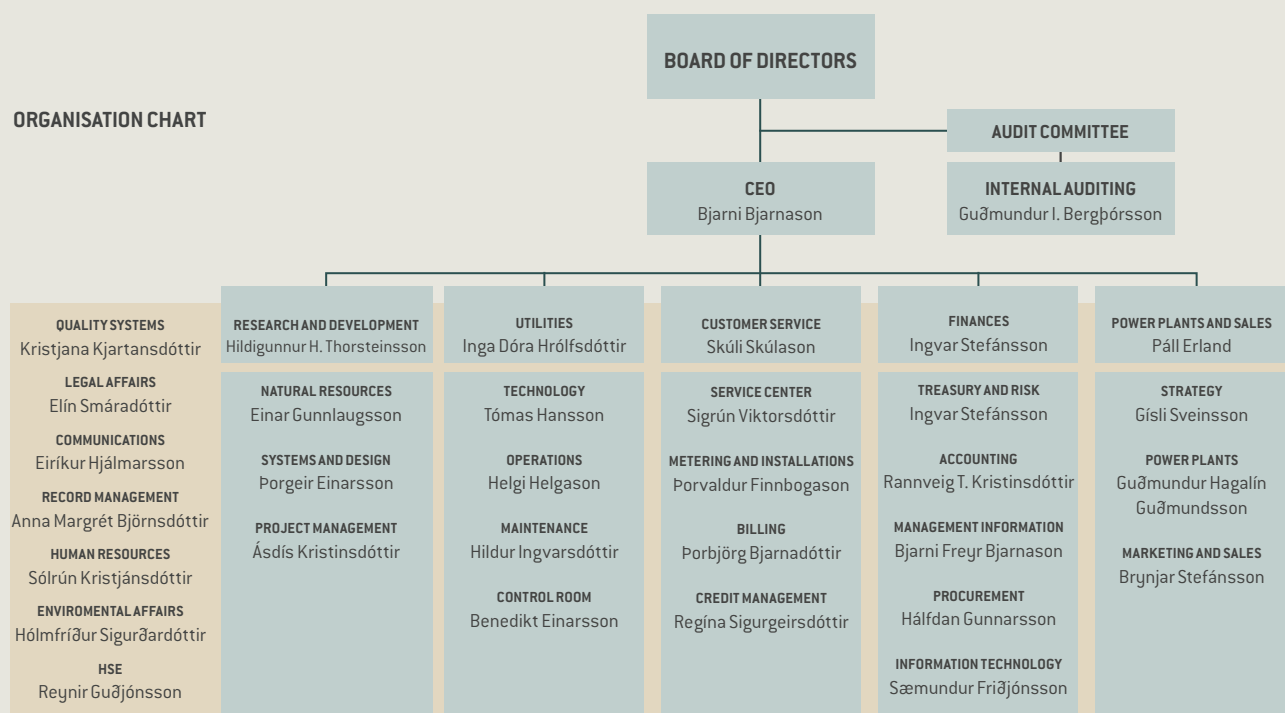 BOARD OF DIRECTORS
ORGANISATION CHART
AUDIT COMMITTEE
CEO
Bjarni Bjarnason
INTERNAL AUDITING
Guðmundur I. Bergþórsson
QUALITY SYSTEMS
Kristjana Kjartansdóttir
LEGAL AFFAIRS
Elín Smáradóttir
COMMUNICATIONS
Eiríkur Hjálmarsson
RECORD MANAGEMENT
Anna Margrét Björnsdóttir
HUMAN RESOURCES
Sólrún Kristjánsdóttir
ENVIROMENTAL AFFAIRS
Hólmfríður Sigurðardóttir
HSE
Reynir Guðjónsson
RESEARCH AND DEVELOPMENT
Hildigunnur H. Thorsteinsson
NATURAL RESOURCES
Einar Gunnlaugsson
SYSTEMS AND DESIGN
Þorgeir Einarsson
PROJECT MANAGEMENT
Ásdís Kristinsdóttir
UTILITIES
Inga Dóra Hrólfsdóttir
TECHNOLOGY
Tómas Hansson
OPERATIONS
Helgi Helgason
MAINTENANCE
Hildur Ingvarsdóttir
CONTROL ROOM
Benedikt Einarsson
CUSTOMER SERVICE
Skúli Skúlason
SERVICE CENTER
Sigrún Viktorsdóttir
METERING AND INSTALLATIONS
Þorvaldur Finnbogason
BILLING
Þorbjörg Bjarnadóttir
CREDIT MANAGEMENT
Regína Sigurgeirsdóttir
FINANCES
Ingvar Stefánsson
TREASURY AND RISK
Ingvar Stefánsson
ACCOUNTING
Rannveig T. Kristinsdóttir
MANAGEMENT INFORMATION
Bjarni Freyr Bjarnason
PROCUREMENT
Hálfdan Gunnarsson
INFORMATION TECHNOLOGY
Sæmundur Friðjónsson
POWER PLANTS AND SALES
Páll Erland
STRATEGY
Gísli Sveinsson
POWER PLANTS
Guðmundur Hagalín
Guðmundsson
MARKETING AND SALES
Brynjar Stefánsson